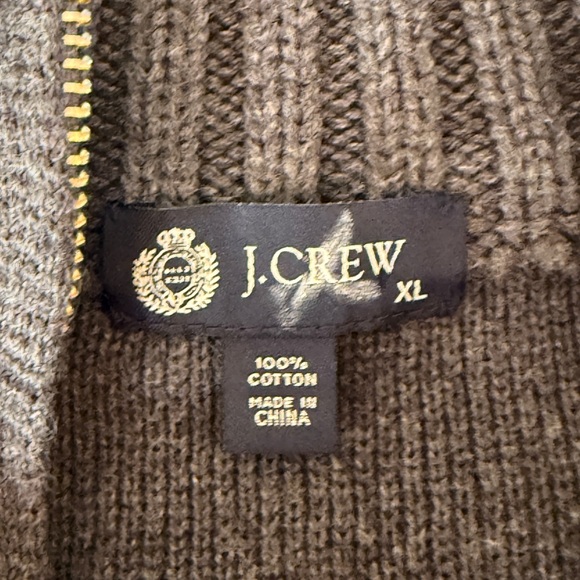 J.CREW
XL
100%
COTTON
MADE IN
CHINA